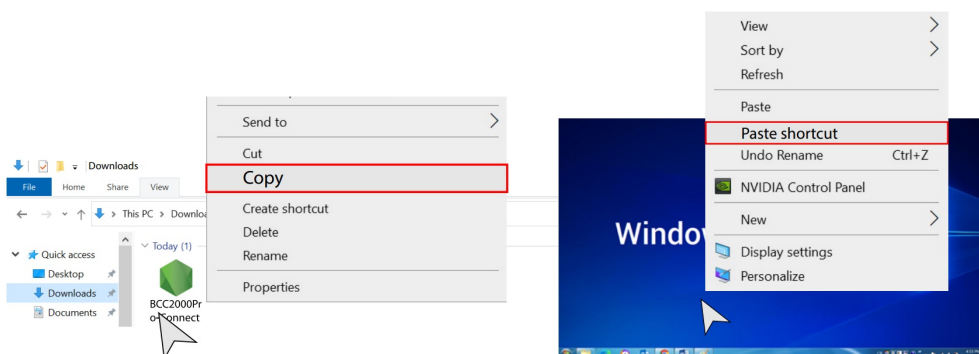 Downloads
File Home Share View
This PC > Downloa
Quick access
Desktop
Downloads
Documents
Today (1)
BCC2000Pr
o-Connect
Send to
Cut
Copy
Create shortcut
Delete
Rename
Properties
Windo
View
Sort by
Refresh
Paste
Paste shortcut
Undo Rename Ctrl+Z
NVIDIA Control Panel
New
Display settings
Personalize